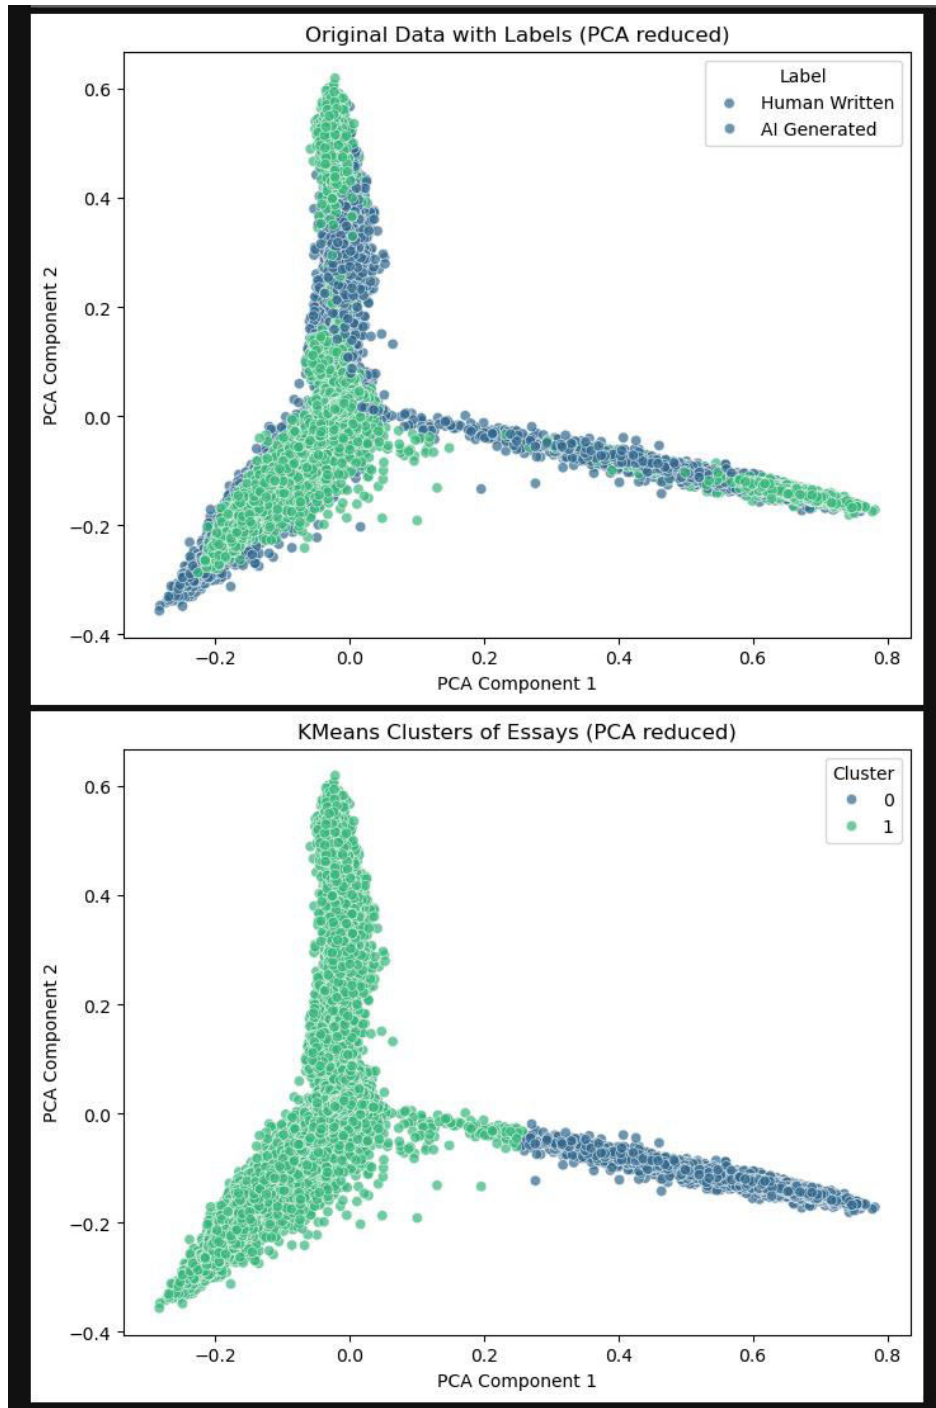 Original Data with Labels (PCA reduced)
Label
Human Written
AI Generated
0.6
0.4
0.2
0.0
−0.2
−0.4
PCA Component 2
−0.2
0.0
0.2
0.4
0.6
0.8
PCA Component 1
KMeans Clusters of Essays (PCA reduced)
Cluster
0
1
0.6
0.4
0.2
0.0
−0.2
−0.4
PCA Component 2
−0.2
0.0
0.2
0.4
0.6
0.8
PCA Component 1